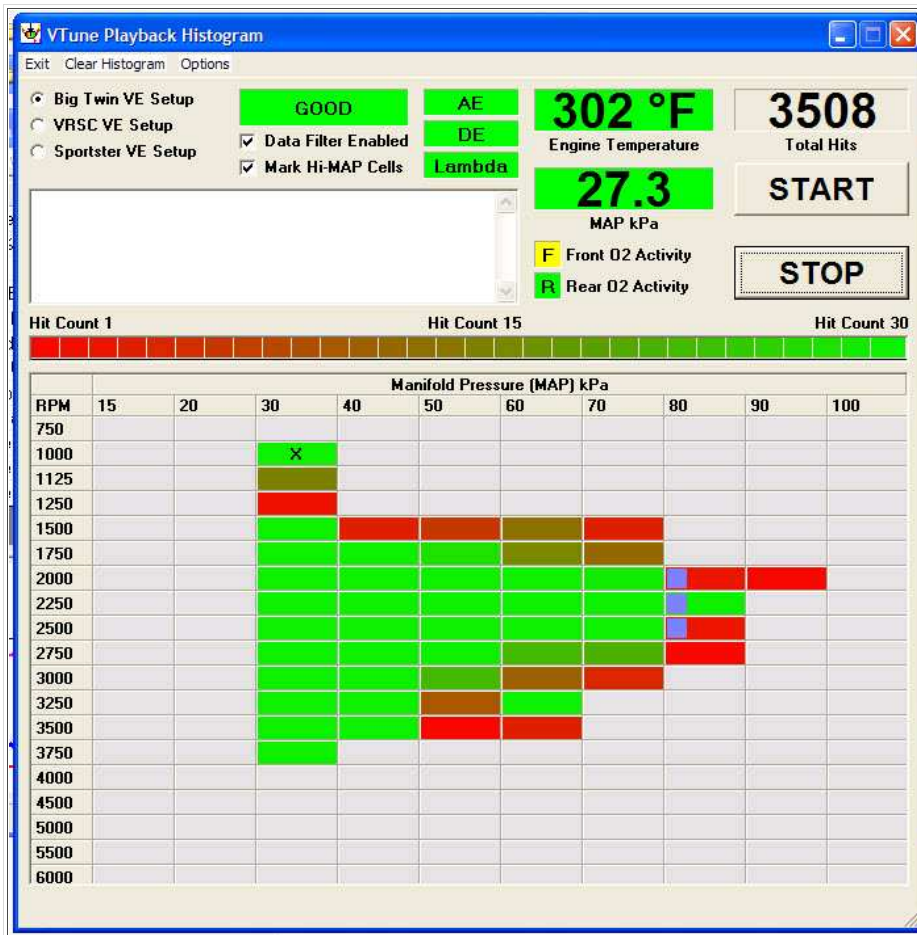 VTune Playback Histogram
Exit Clear Histogram Options
Big Twin VE Setup
VRSC VE Setup
Sportster VE Setup
GOOD
Data Filter Enabled
Mark Hi-MAP Cells
AE
DE
Lambda
302 °F
Engine Temperature
27.3
MAP kPa
F Front O2 Activity
R Rear O2 Activity
3508
Total Hits
START
STOP
Hit Count 1 Hit Count 15 Hit Count 30
Manifold Pressure (MAP) kPa
RPM 15 20 30 40 50 60 70 80 90 100
750
1000 X
1125
1250
1500
1750
2000
2250
2500
2750
3000
3250
3500
3750
4000
4500
5000
5500
6000